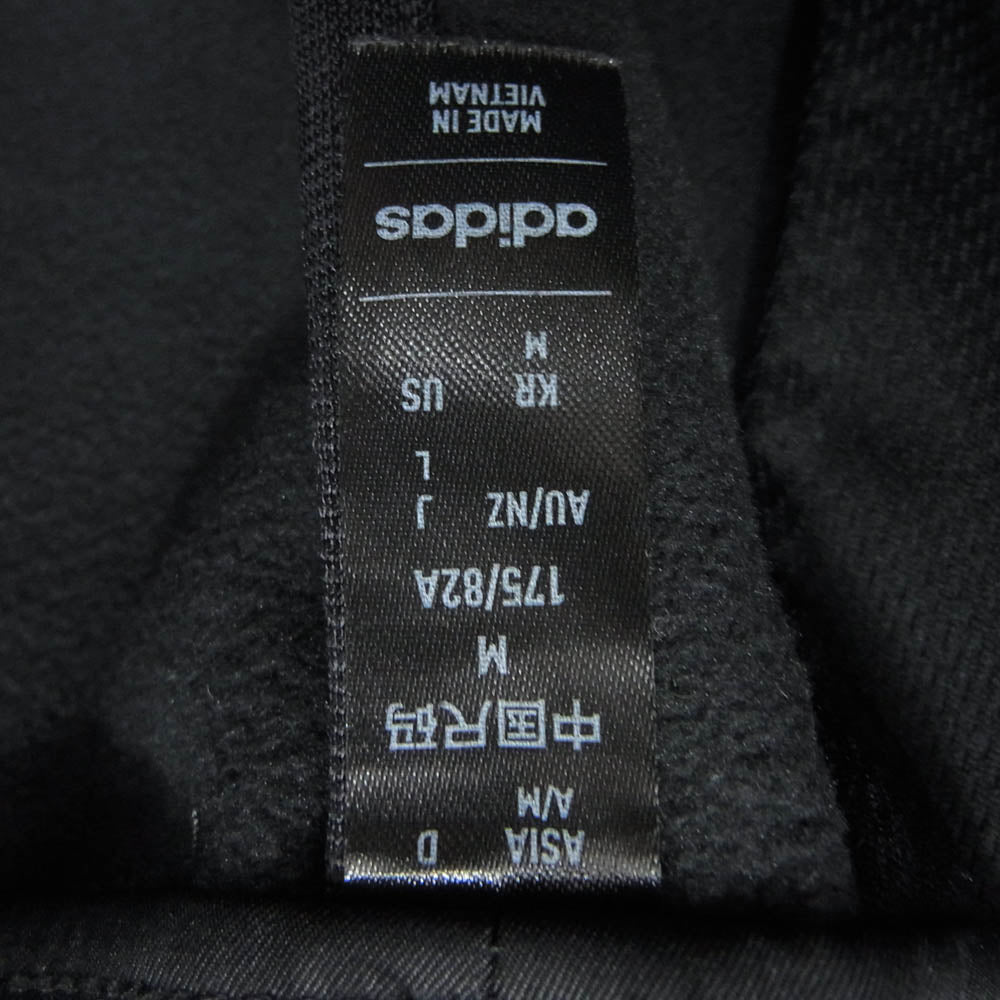 ASIA D
A/M
中国尺码
M
175/82A
AU/NZ J
L
KR US
M
adidas
MADE IN
VIETNAM